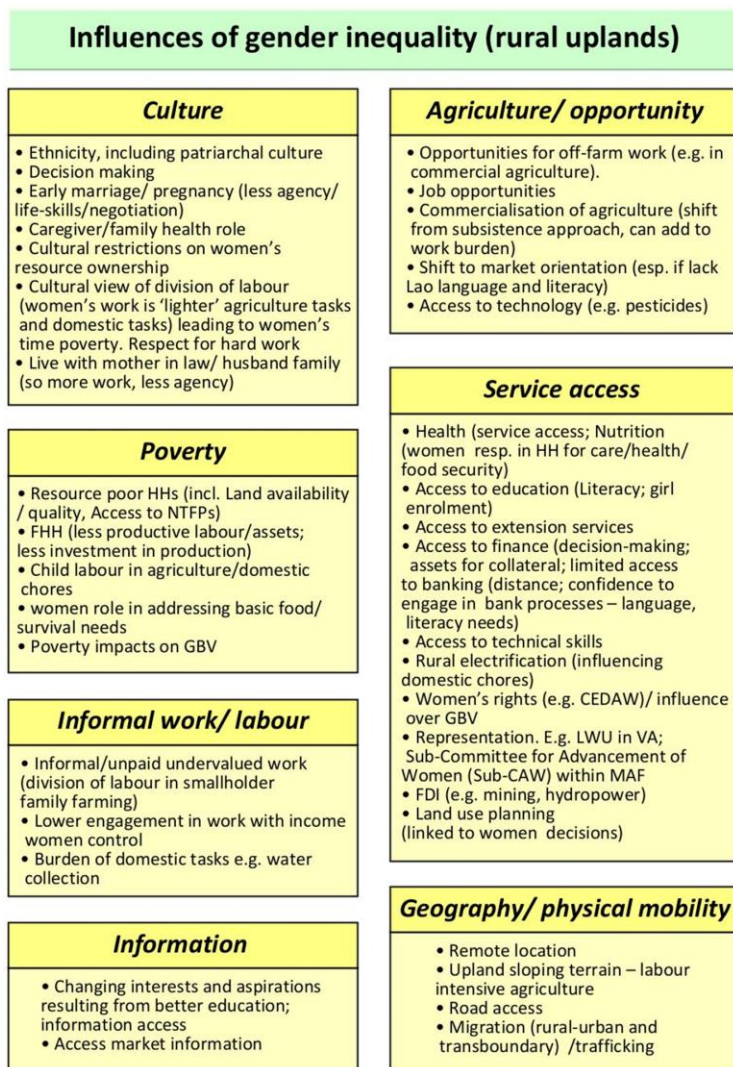 Influences of gender inequality (rural uplands)
Culture
• Ethnicity, including patriarchal culture
• Decision making
• Early marriage/ pregnancy (less agency/
life-skills/negotiation)
• Caregiver/family health role
• Cultural restrictions on women's
resource ownership
• Cultural view of division of labour
(women's work is 'lighter' agriculture tasks
and domestic tasks) leading to women's
time poverty. Respect for hard work
• Live with mother in law/ husband family
(so more work, less agency)
Poverty
• Resource poor HHs (incl. Land availability
/ quality, Access to NTFPs)
• FHH (less productive labour/assets;
less investment in production)
• Child labour in agriculture/domestic
chores
• women role in addressing basic food/
survival needs
• Poverty impacts on GBV
Informal work/ labour
• Informal/unpaid undervalued work
(division of labour in smallholder
family farming)
• Lower engagement in work with income
women control
• Burden of domestic tasks e.g. water
collection
Information
• Changing interests and aspirations
resulting from better education;
information access
• Access market information
Agriculture/ opportunity
• Opportunities for off-farm work (e.g. in
commercial agriculture).
• Job opportunities
• Commercialisation of agriculture (shift
from subsistence approach, can add to
work burden)
• Shift to market orientation (esp. if lack
Lao language and literacy)
• Access to technology (e.g. pesticides)
Service access
• Health (service access; Nutrition
(women resp. in HH for care/health/
food security)
• Access to education (Literacy; girl
enrolment)
• Access to extension services
• Access to finance (decision-making;
assets for collateral; limited access
to banking (distance; confidence to
engage in bank processes – language,
literacy needs)
• Access to technical skills
• Rural electrification (influencing
domestic chores)
• Women's rights (e.g. CEDAW)/ influence
over GBV
• Representation. E.g. LWU in VA;
Sub-Committee for Advancement of
Women (Sub-CAW) within MAF
• FDI (e.g. mining, hydropower)
• Land use planning
(linked to women decisions)
Geography/ physical mobility
• Remote location
• Upland sloping terrain – labour
intensive agriculture
• Road access
• Migration (rural-urban and
transboundary) /trafficking